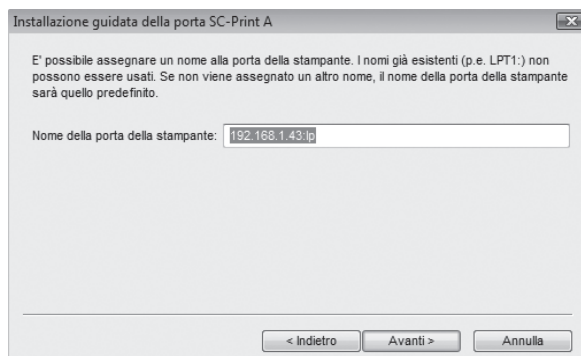 Installazione guidata della porta SC-Print A
E' possibile assegnare un nome alla porta della stampante. I nomi già esistenti (p.e. LPT1:) non
possono essere usati. Se non viene assegnato un altro nome, il nome della porta della stampante
sarà quello predefinito.
Nome della porta della stampante: 192.168.1.43:lp
< Indietro Avanti > Annulla